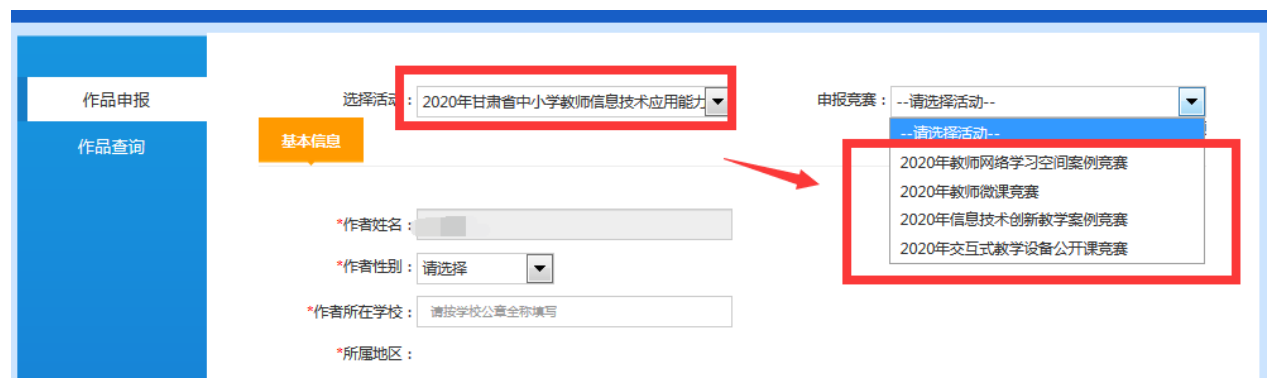 作品申报
作品查询
选择活动：
2020年甘肃省中小学教师信息技术应用能力
申报竞赛：
--请选择活动--
--请选择活动--
2020年教师网络学习空间案例竞赛
2020年教师微课竞赛
2020年信息技术创新教学案例竞赛
2020年交互式教学设备公开课竞赛
基本信息
*作者姓名：
*作者性别：
请选择
*作者所在学校：
请按学校公章全称填写
*所属地区：